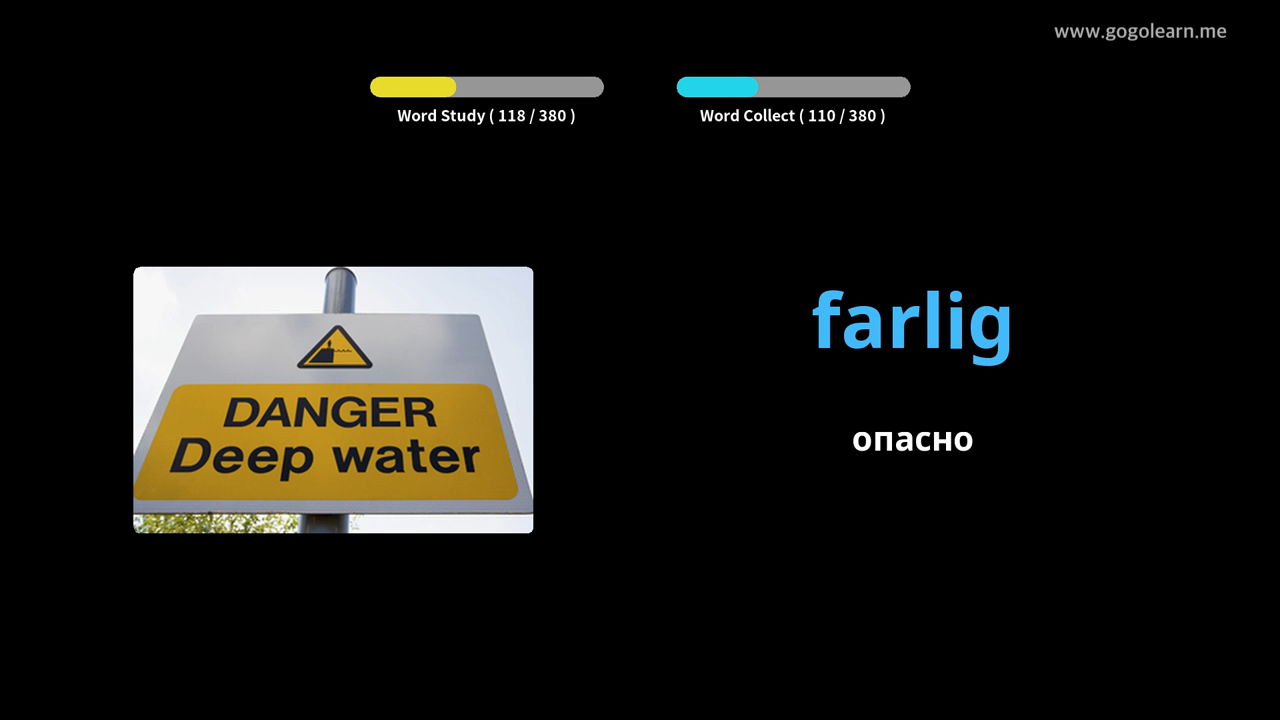 www.gogolearn.me
Word Study ( 118 / 380 )
Word Collect ( 110 / 380 )
DANGER
Deep water
farlig
опасно